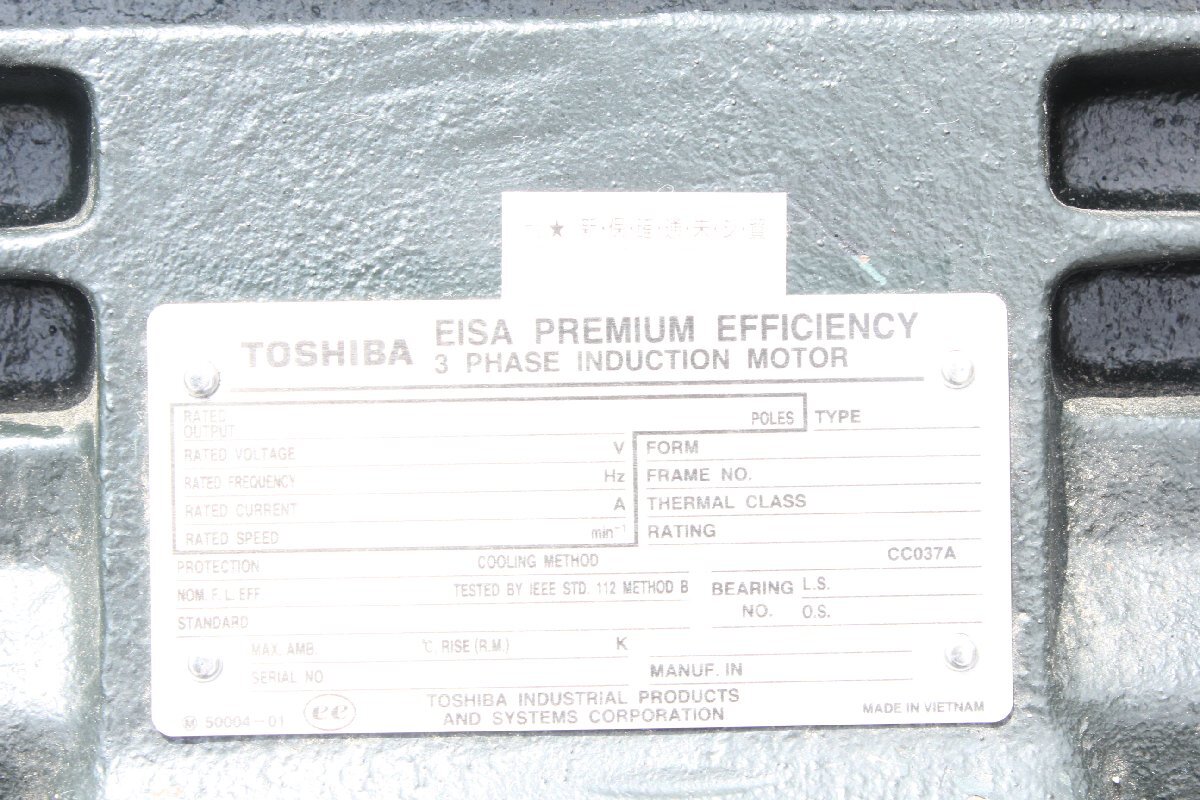 ★
EISA PREMIUM EFFICIENCY
TOSHIBA 3 PHASE INDUCTION MOTOR
RATED OUTPUT POLES TYPE
RATED VOLTAGE V FORM
RATED FREQUENCY Hz FRAME NO.
RATED CURRENT A THERMAL CLASS
RATED SPEED min⁻¹ RATING
PROTECTION COOLING METHOD CC037A
NOM. F. L. EFF. TESTED BY IEEE STD. 112 METHOD B BEARING L.S.
STANDARD NO. O.S.
MAX. AMB. °C, RISE (R.M.) K
SERIAL NO MANUF. IN
M 50004-01 ee TOSHIBA INDUSTRIAL PRODUCTS
AND SYSTEMS CORPORATION MADE IN VIETNAM